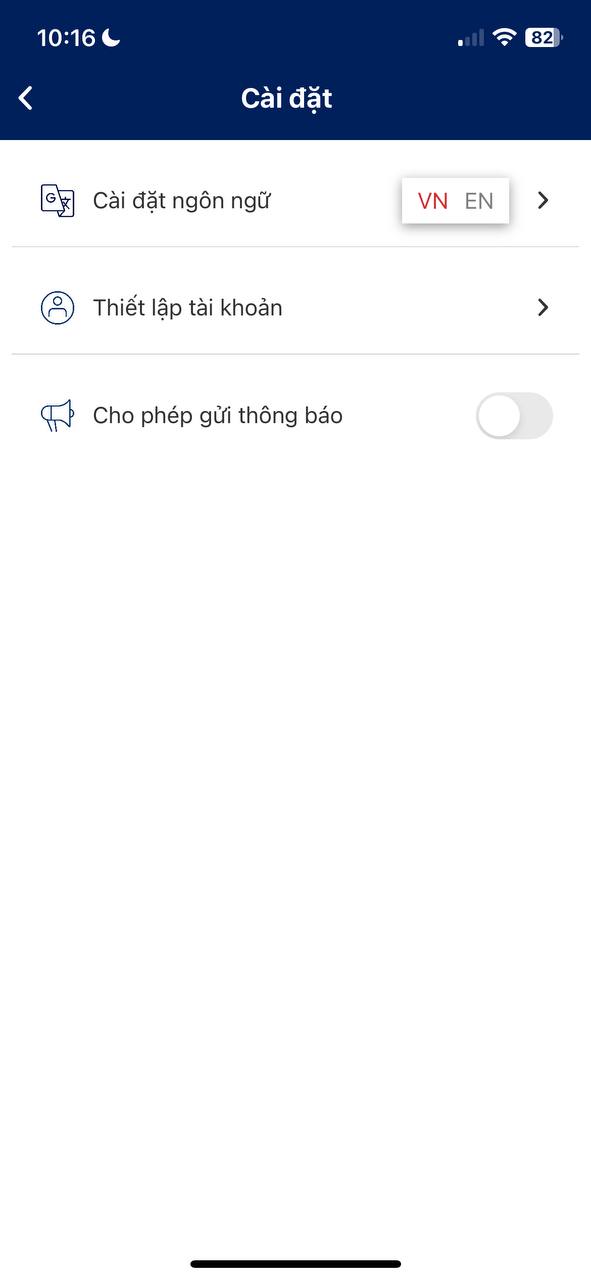 10:16
82
Cài đặt
Cài đặt ngôn ngữ
VN EN
Thiết lập tài khoản
Cho phép gửi thông báo